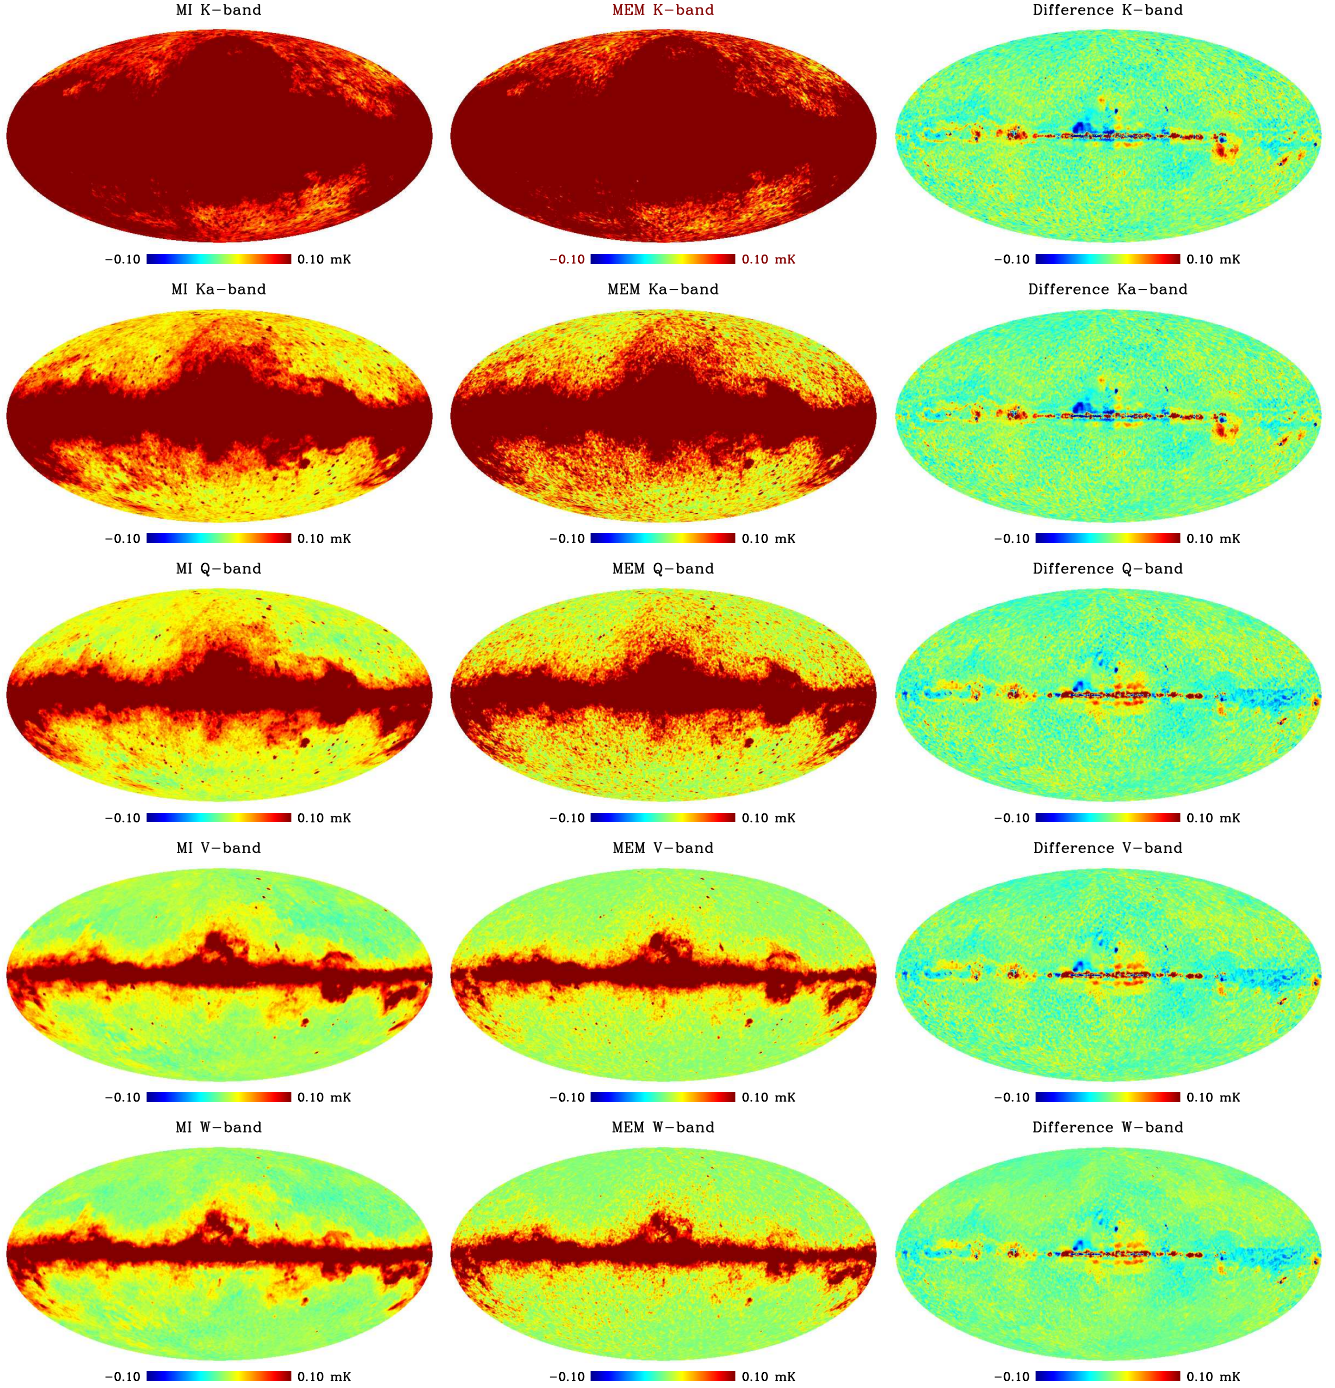 MI K-band MEM K-band Difference K-band
-0.10 0.10 mK -0.10 0.10 mK -0.10 0.10 mK
MI Ka-band MEM Ka-band Difference Ka-band
-0.10 0.10 mK -0.10 0.10 mK -0.10 0.10 mK
MI Q-band MEM Q-band Difference Q-band
-0.10 0.10 mK -0.10 0.10 mK -0.10 0.10 mK
MI V-band MEM V-band Difference V-band
-0.10 0.10 mK -0.10 0.10 mK -0.10 0.10 mK
MI W-band MEM W-band Difference W-band
-0.10 0.10 mK -0.10 0.10 mK -0.10 0.10 mK